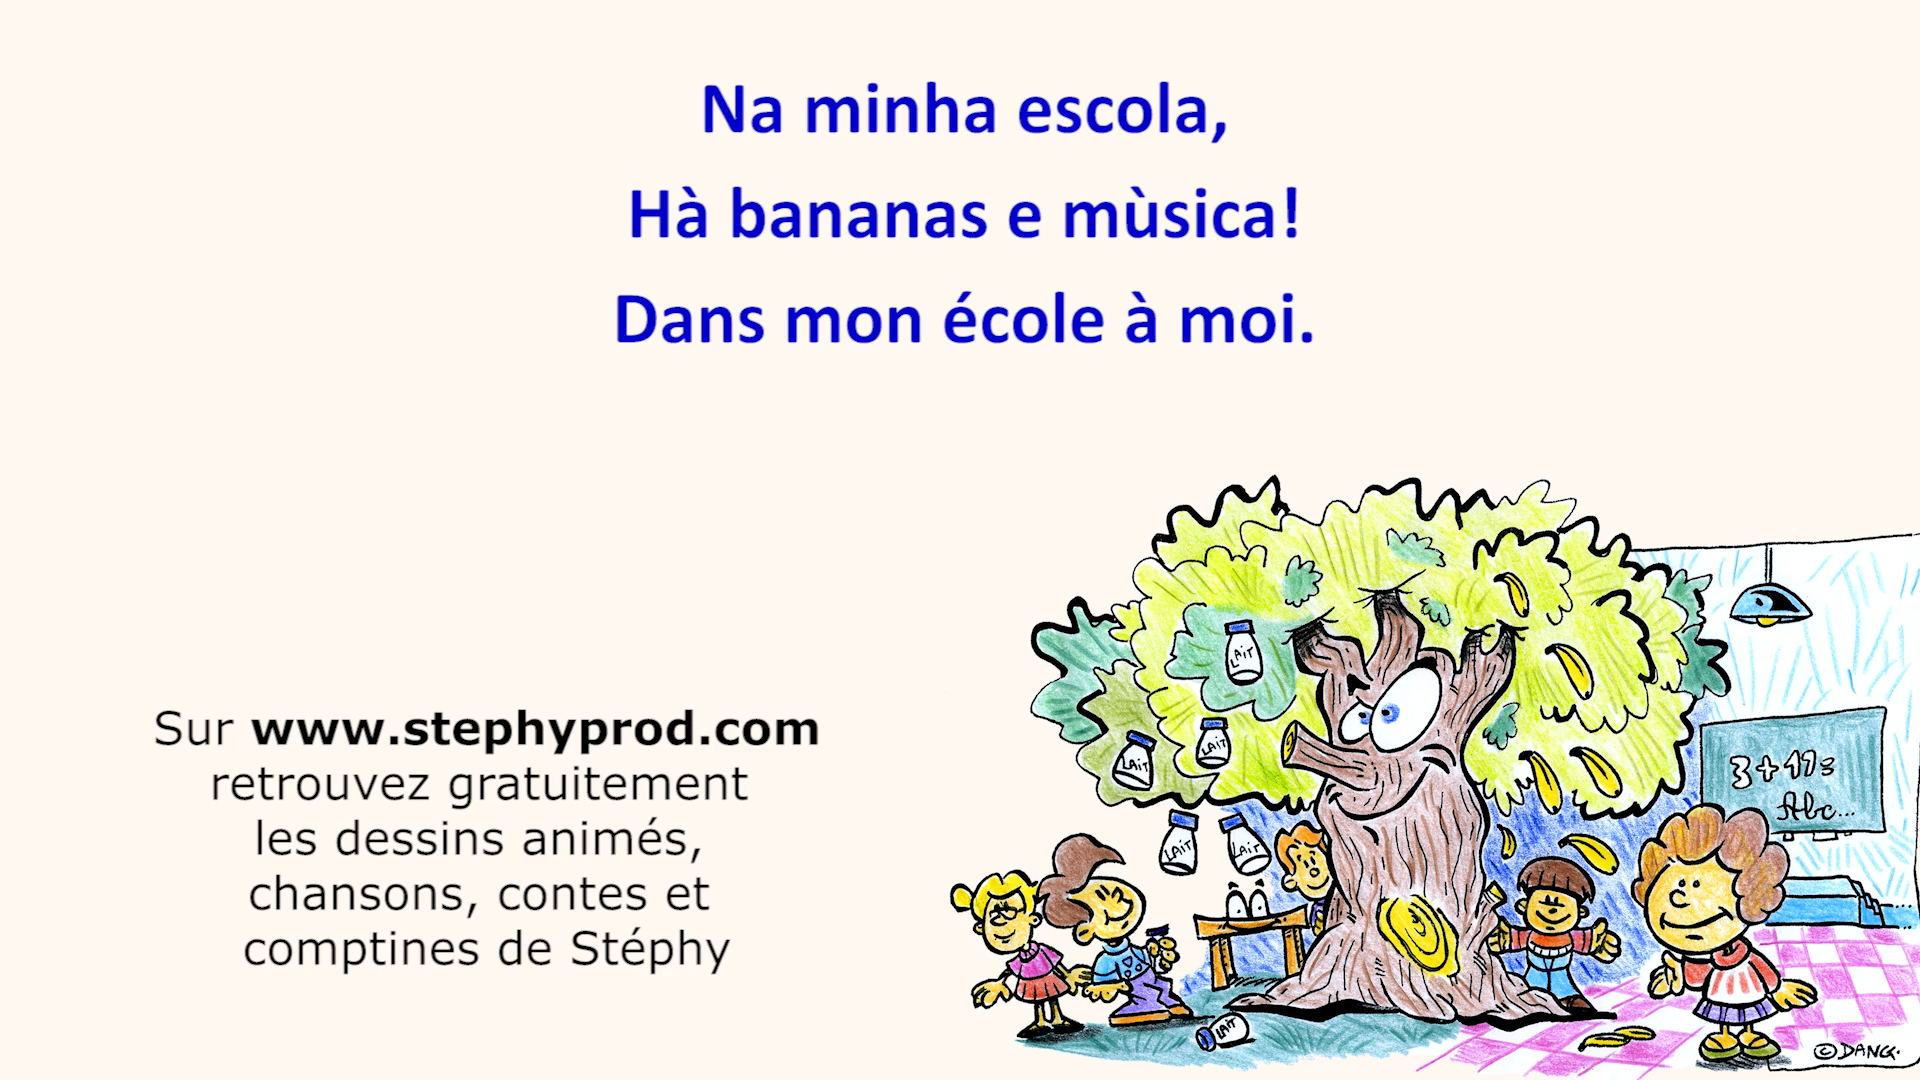 Na minha escola,
Hà bananas e mùsica!
Dans mon école à moi.
Sur www.stephyprod.com
retrouvez gratuitement
les dessins animés,
chansons, contes et
comptines de Stéphy
LAiT
LAiT
LAiT
LAiT
LAiT
LAiT
3+19=
Abc...
©DANG.